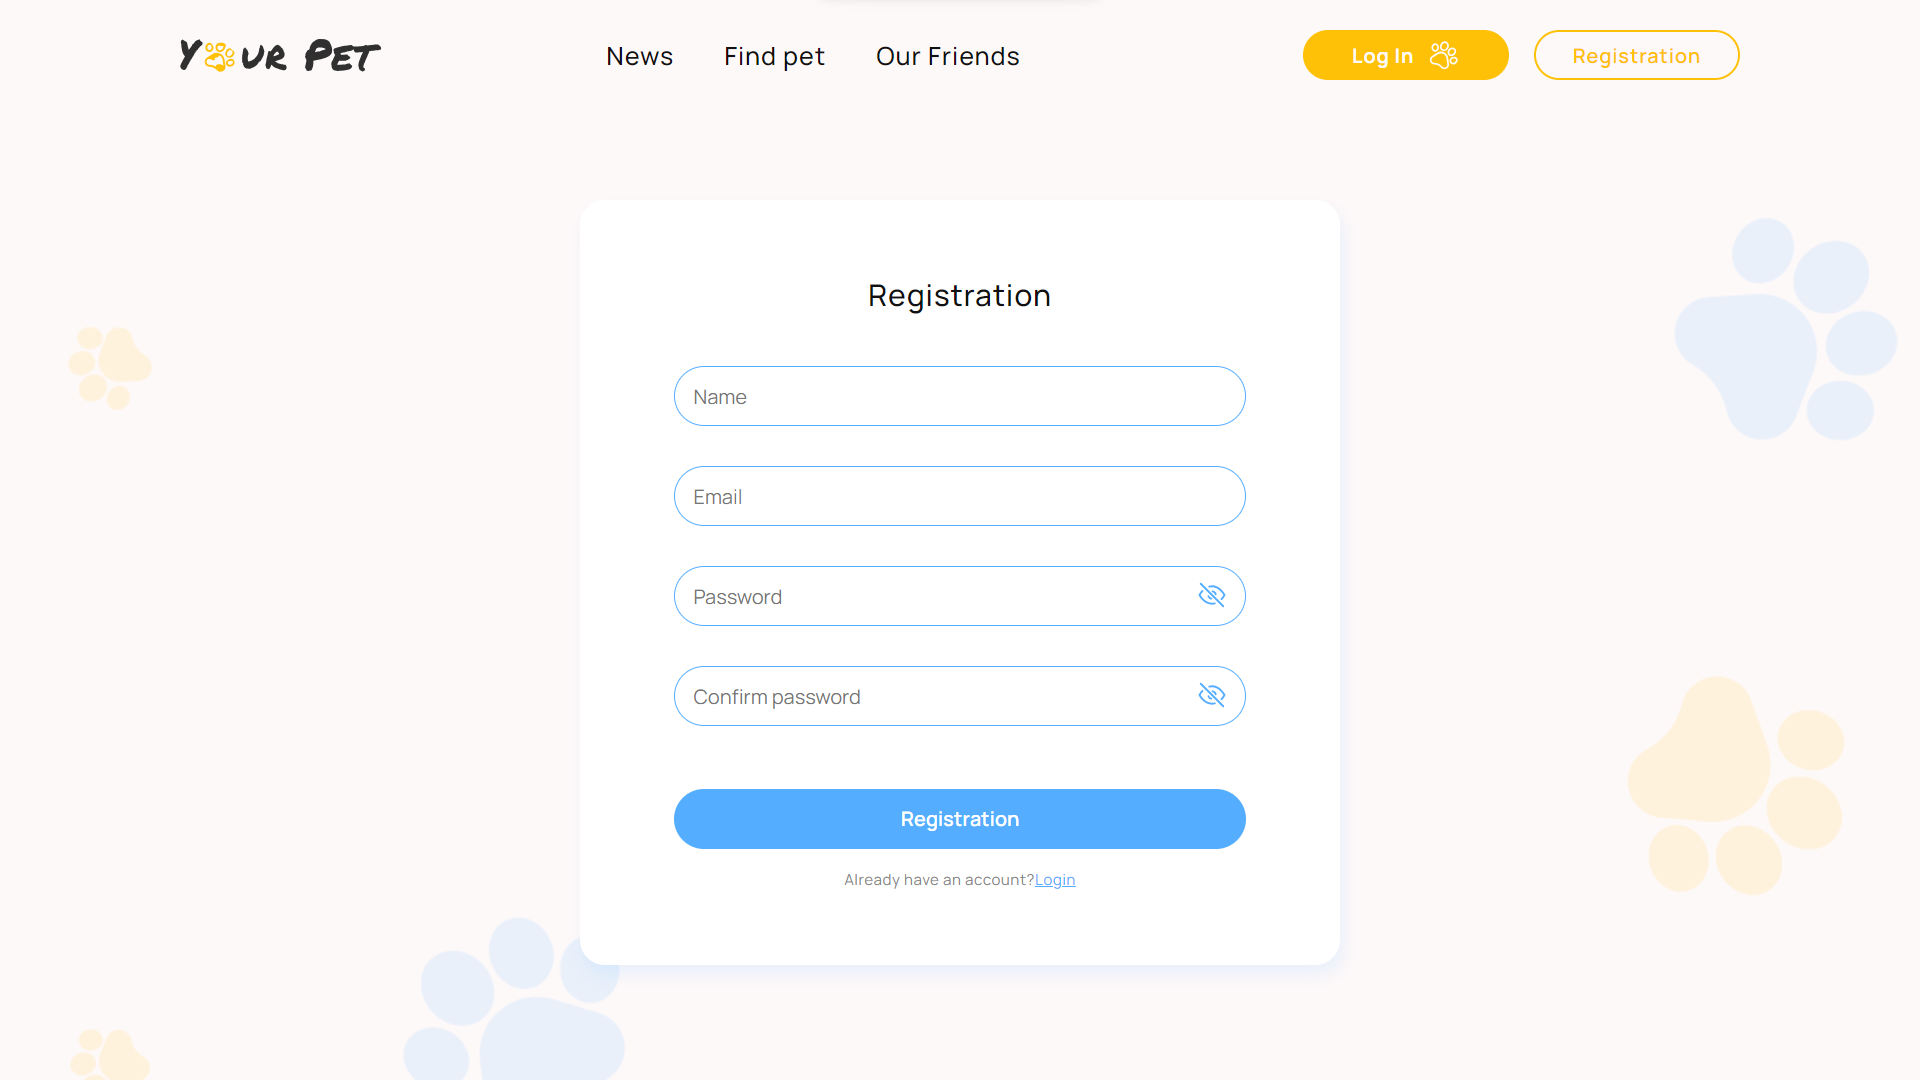 Your Pet
News
Find pet
Our Friends
Log In
Registration
Registration
Name
Email
Password
Confirm password
Registration
Already have an account?Login